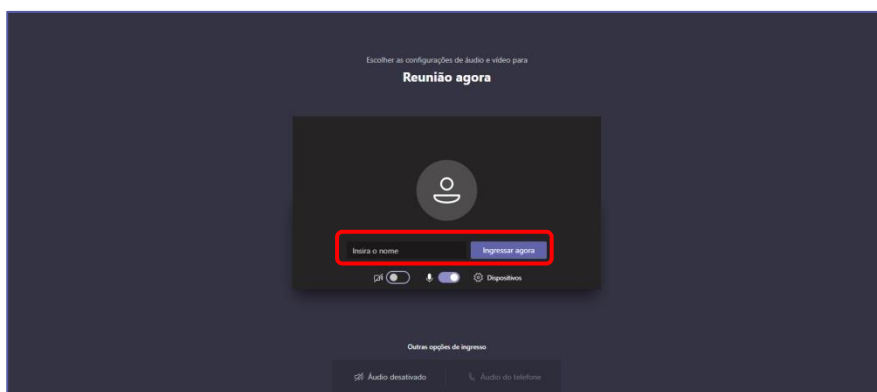 Escolher as configurações de áudio e vídeo para
Reunião agora
Insira o nome
Ingressar agora
Dispositivos
Outras opções de ingresso
Áudio desativado
Áudio do telefone